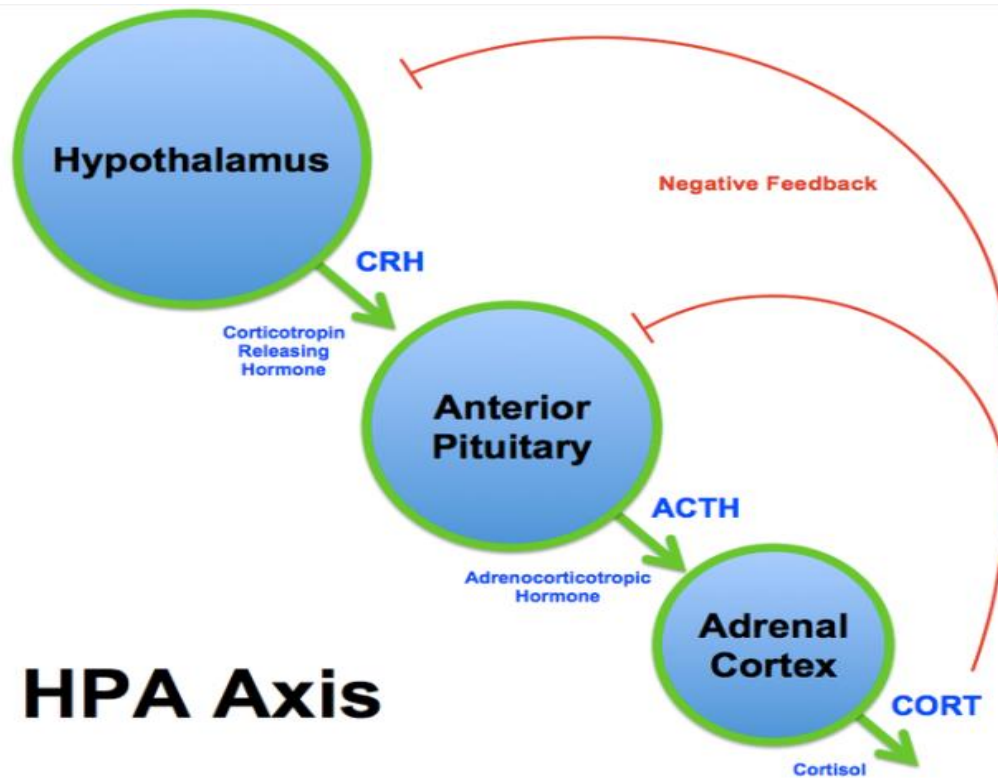 Hypothalamus
Negative Feedback
CRH
Corticotropin
Releasing
Hormone
Anterior
Pituitary
ACTH
Adrenocorticotropic
Hormone
Adrenal
Cortex
HPA Axis
CORT
Cortisol